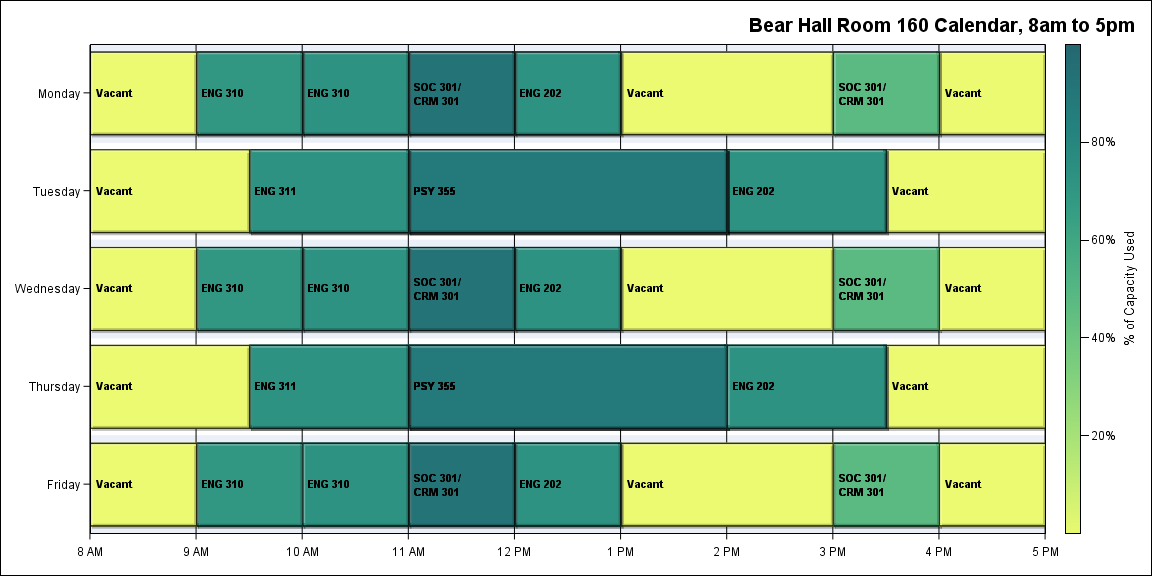 Bear Hall Room 160 Calendar, 8am to 5pm
Monday
Vacant
ENG 310
ENG 310
SOC 301/
CRM 301
ENG 202
Vacant
SOC 301/
CRM 301
Vacant
Tuesday
Vacant
ENG 311
PSY 355
ENG 202
Vacant
Wednesday
Vacant
ENG 310
ENG 310
SOC 301/
CRM 301
ENG 202
Vacant
SOC 301/
CRM 301
Vacant
Thursday
Vacant
ENG 311
PSY 355
ENG 202
Vacant
Friday
Vacant
ENG 310
ENG 310
SOC 301/
CRM 301
ENG 202
Vacant
SOC 301/
CRM 301
Vacant
8 AM
9 AM
10 AM
11 AM
12 PM
1 PM
2 PM
3 PM
4 PM
5 PM
80%
60%
40%
20%
% of Capacity Used